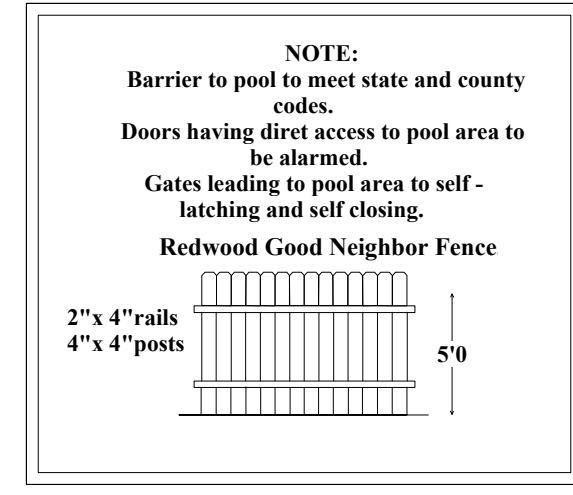 NOTE:
Barrier to pool to meet state and county
codes.
Doors having diret access to pool area to
be alarmed.
Gates leading to pool area to self -
latching and self closing.
Redwood Good Neighbor Fence
2"x 4"rails
4"x 4"posts
5'0